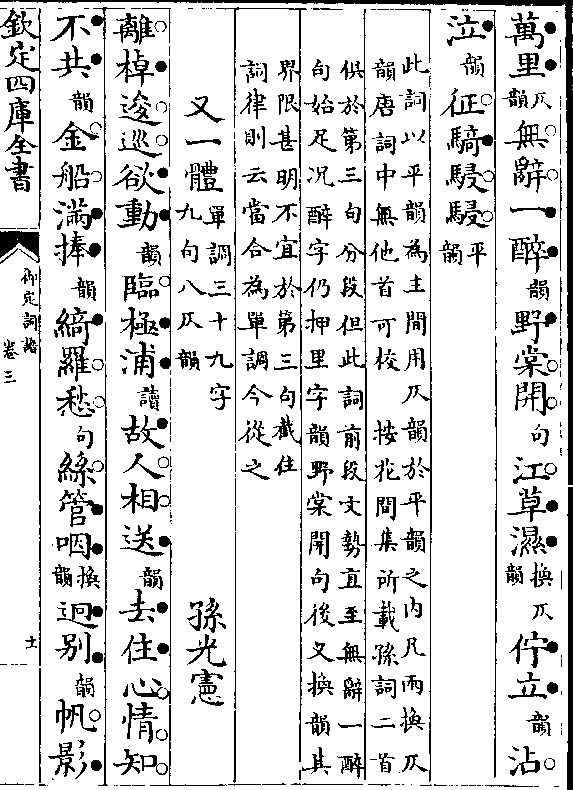 萬里仄韻無辭一醉韻野棠開句江草濕換仄韻佇立韻沾
泣韻征騎駸駸平韻
此詞以平韻為主間用仄韻於平韻之内凡兩換仄
韻唐詞中無他首可校　按花間集所載孫詞二首
俱於第三句分段但此詞前段文勢直至無辭一醉
句始足况醉字仍押里字韻野棠開句後又換韻其
界限甚明不宜於第三句截住
詞律則云當合為單調今從之
又一體單調三十九字九句八仄韻　孫光憲
離棹逡巡欲動韻臨極浦讀故人相送韻去住心情知
不共韻金船滿捧韻綺羅愁句絲管咽換韻逈别韻帆影
欽定四庫全書
御定詞譜
卷三
十